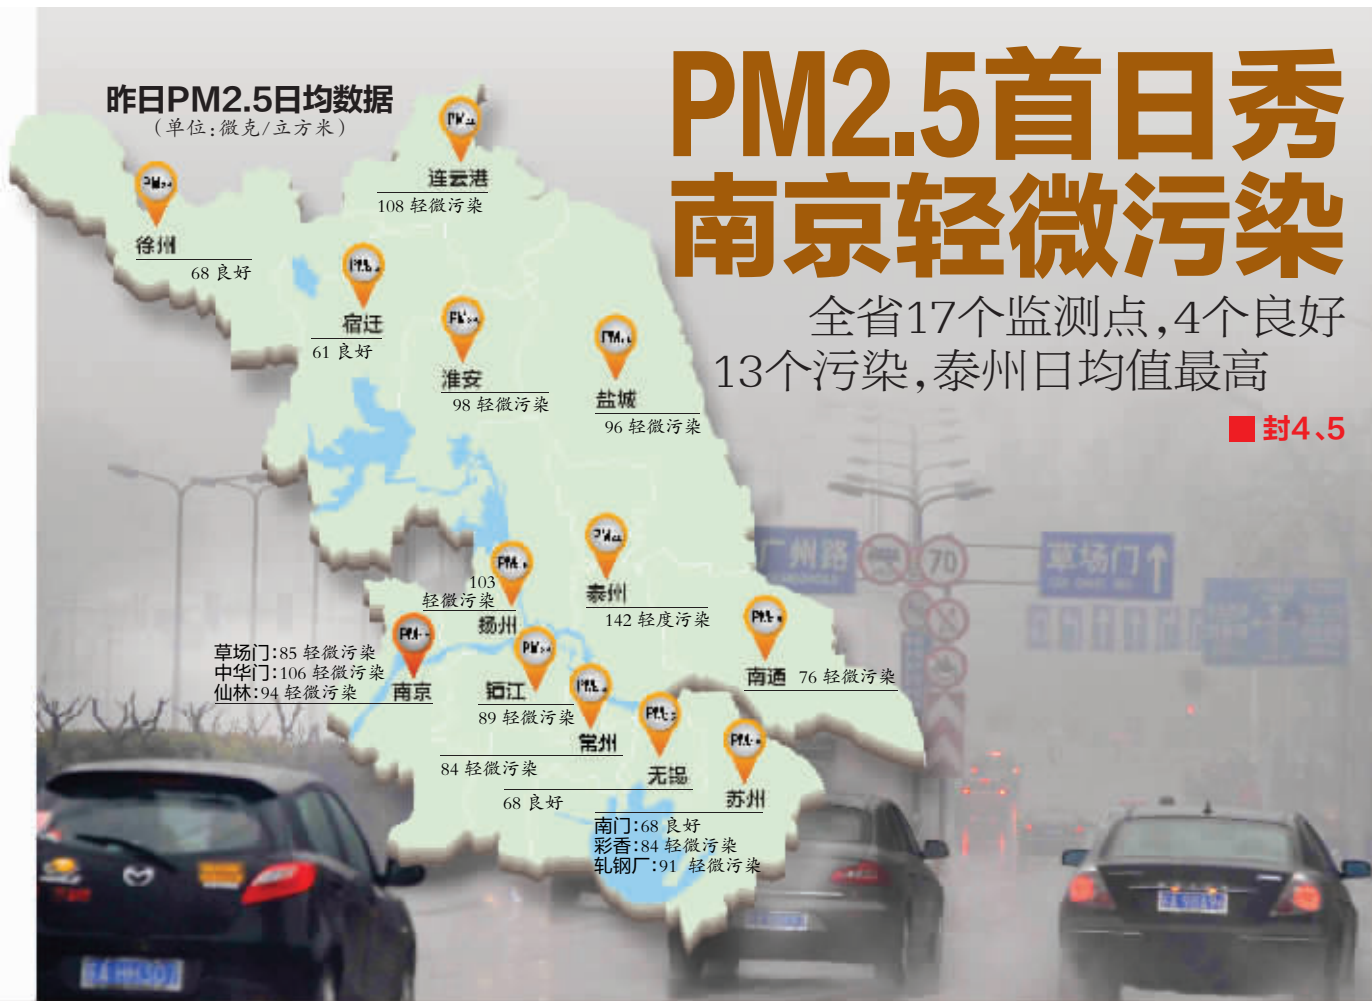 PM2.5首日秀
南京轻微污染
全省17个监测点,4个良好
13个污染,泰州日均值最高
封4、5
昨日PM2.5日均数据
(单位:微克/立方米)
连云港
108 轻微污染
徐州
68 良好
宿迁
61 良好
淮安
98 轻微污染
盐城
96 轻微污染
103
轻微污染
扬州
泰州
142 轻度污染
南通
76 轻微污染
草场门:85 轻微污染
中华门:106 轻微污染
仙林:94 轻微污染
南京
镇江
89 轻微污染
常州
84 轻微污染
无锡
68 良好
苏州
南门:68 良好
彩香:84 轻微污染
轧钢厂:91 轻微污染
广州路
70
草场门